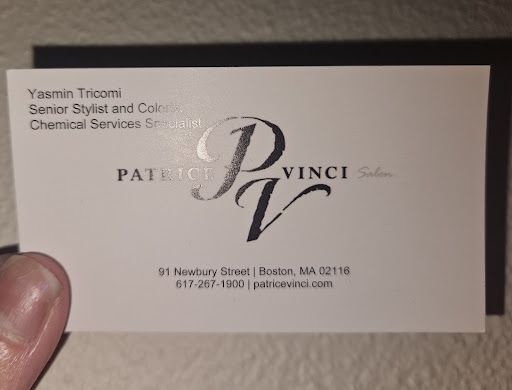 Yasmin Tricomi
Senior Stylist and Colorist
Chemical Services Specialist
PATRICE PV VINCI Salon
91 Newbury Street | Boston, MA 02116
617-267-1900 | patricevinci.com